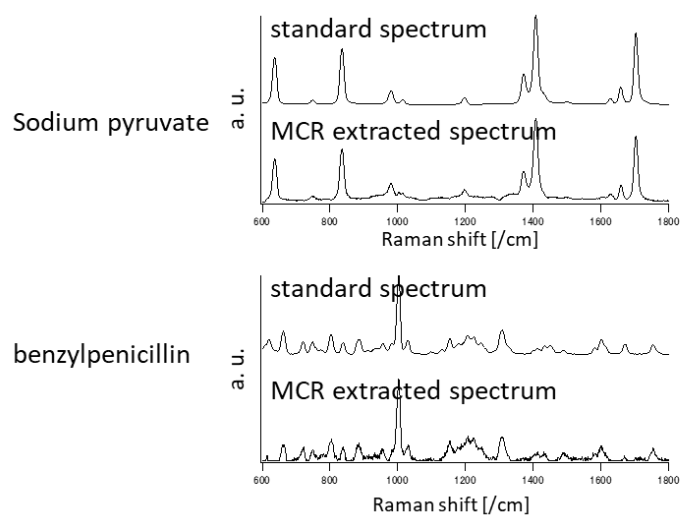 standard spectrum
Sodium pyruvate
a. u.
MCR extracted spectrum
600 800 1000 1200 1400 1600 1800
Raman shift [/cm]
standard spectrum
benzylpenicillin
a. u.
MCR extracted spectrum
600 800 1000 1200 1400 1600 1800
Raman shift [/cm]